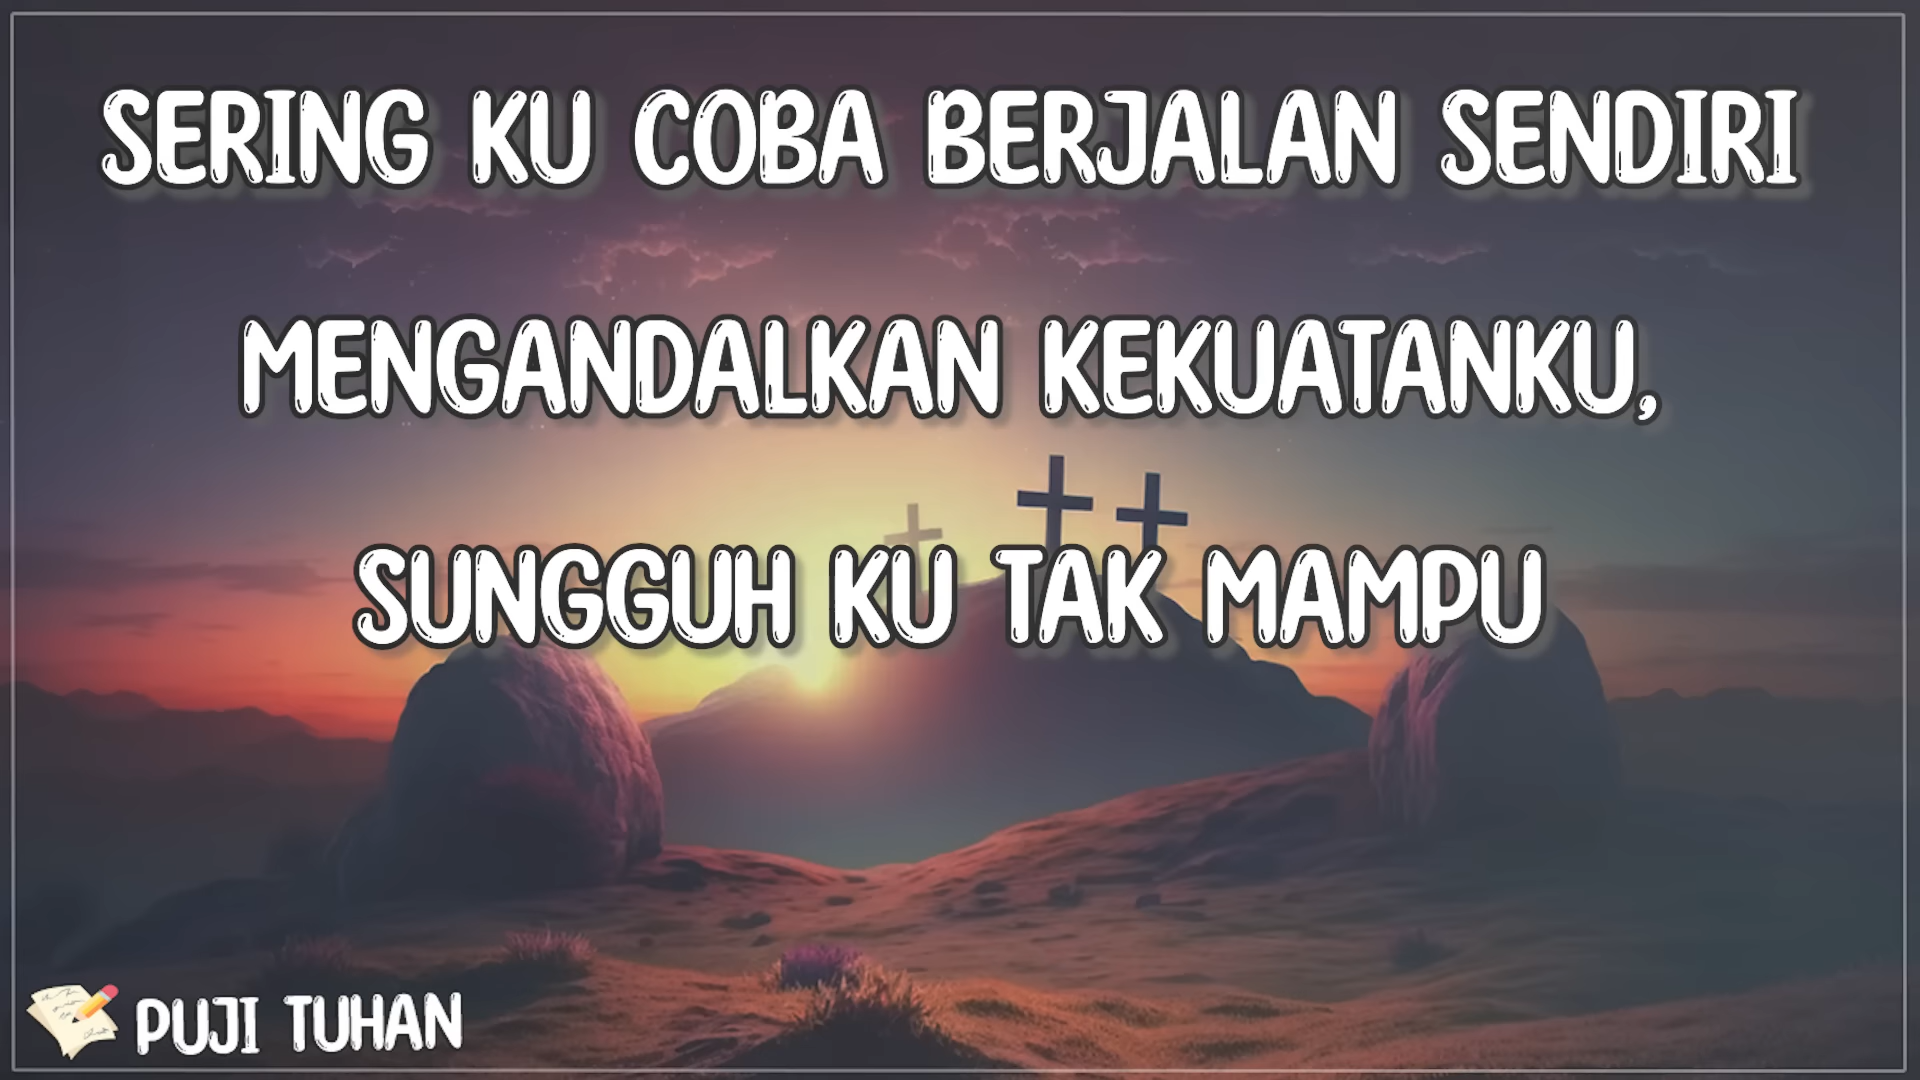 SERING KU COBA BERJALAN SENDIRI
MENGANDALKAN KEKUATANKU,
SUNGGUH KU TAK MAMPU
PUJI TUHAN